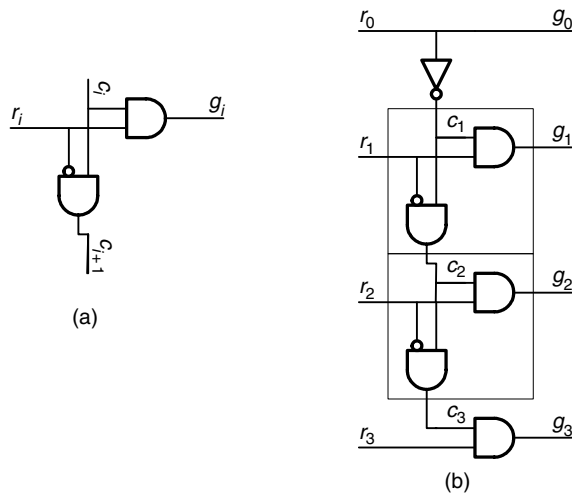 c_i
r_i
g_i
c_{i+1}
(a)
r_0
g_0
c_1
r_1
g_1
c_2
r_2
g_2
c_3
r_3
g_3
(b)